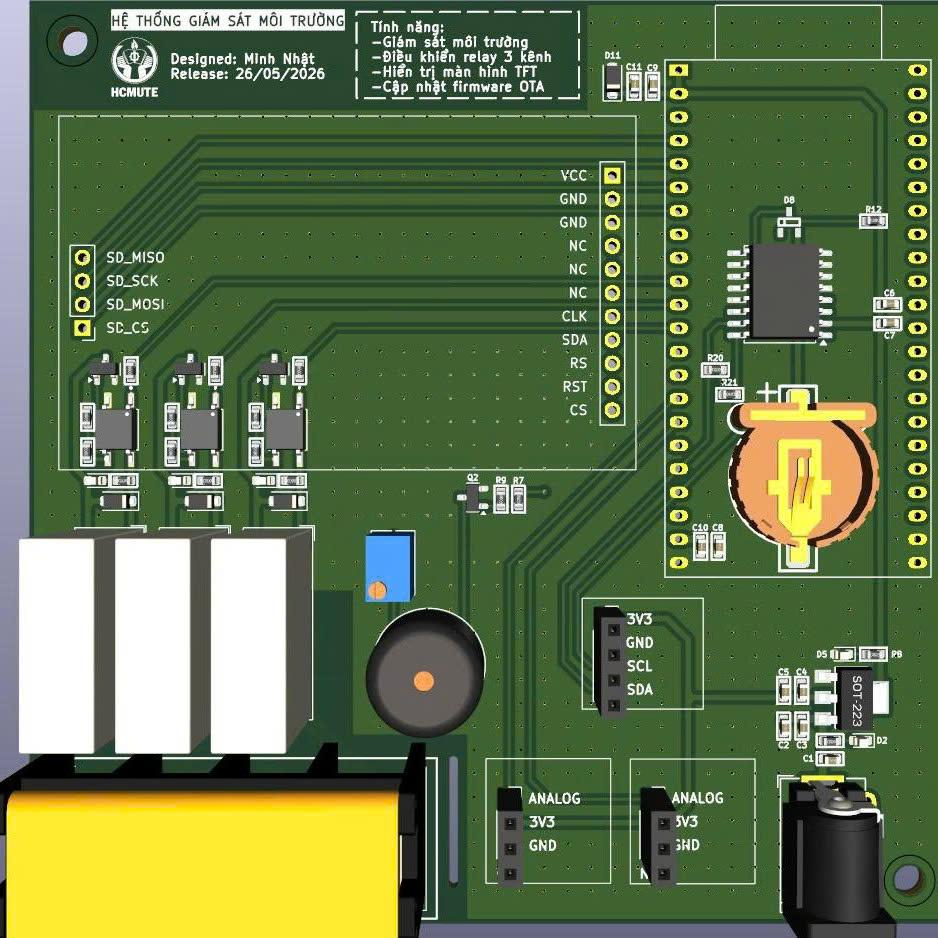 HỆ THỐNG GIÁM SÁT MÔI TRƯỜNG
HCMUTE
Designed: Minh Nhật
Release: 26/05/2026
Tính năng:
-Giám sát môi trường
-Điều khiển relay 3 kênh
-Hiển trị màn hình TFT
-Cập nhật firmware OTA
D11
C11
C9
VCC
GND
GND
NC
NC
NC
CLK
SDA
RS
RST
CS
SD_MISO
SD_SCK
SD_MOSI
SD_CS
D8
R12
C6
C7
R20
R21
+
Q2
R9
R7
C10
C8
3V3
GND
SCL
SDA
D5
R8
C5
C4
SOT-223
C2
C3
D2
C1
ANALOG
3V3
GND
ANALOG
3V3
GND